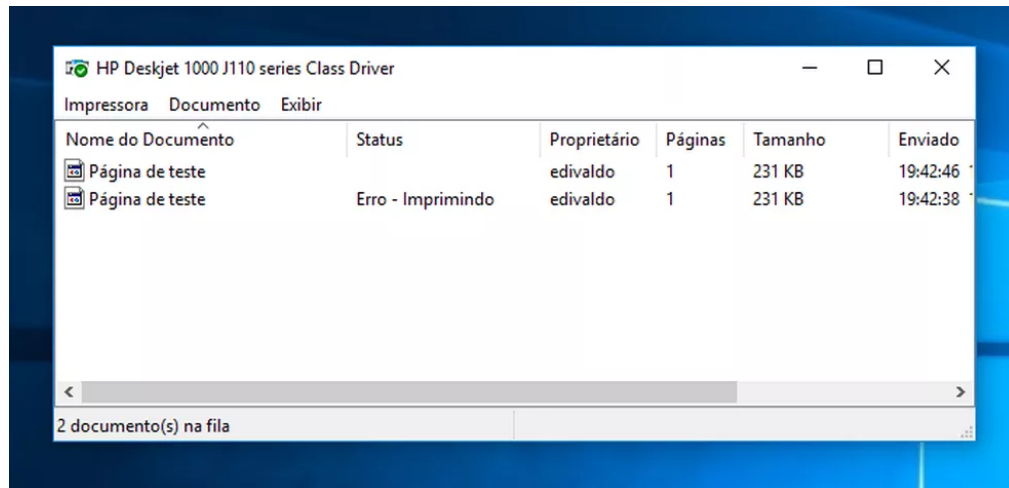 HP Deskjet 1000 J110 series Class Driver
Impressora Documento Exibir
Nome do Documento Status Proprietário Páginas Tamanho Enviado
Página de teste edivaldo 1 231 KB 19:42:46
Página de teste Erro - Imprimindo edivaldo 1 231 KB 19:42:38
2 documento(s) na fila